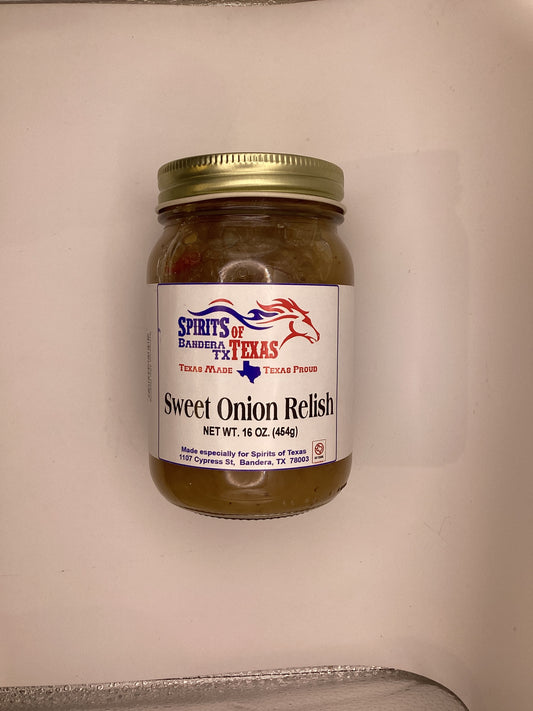 SPIRITS OF
BANDERA TX TEXAS
TEXAS MADE TEXAS PROUD
Sweet Onion Relish
NET WT. 16 OZ. (454g)
Made especially for Spirits of Texas
1107 Cypress St, Bandera, TX 78003